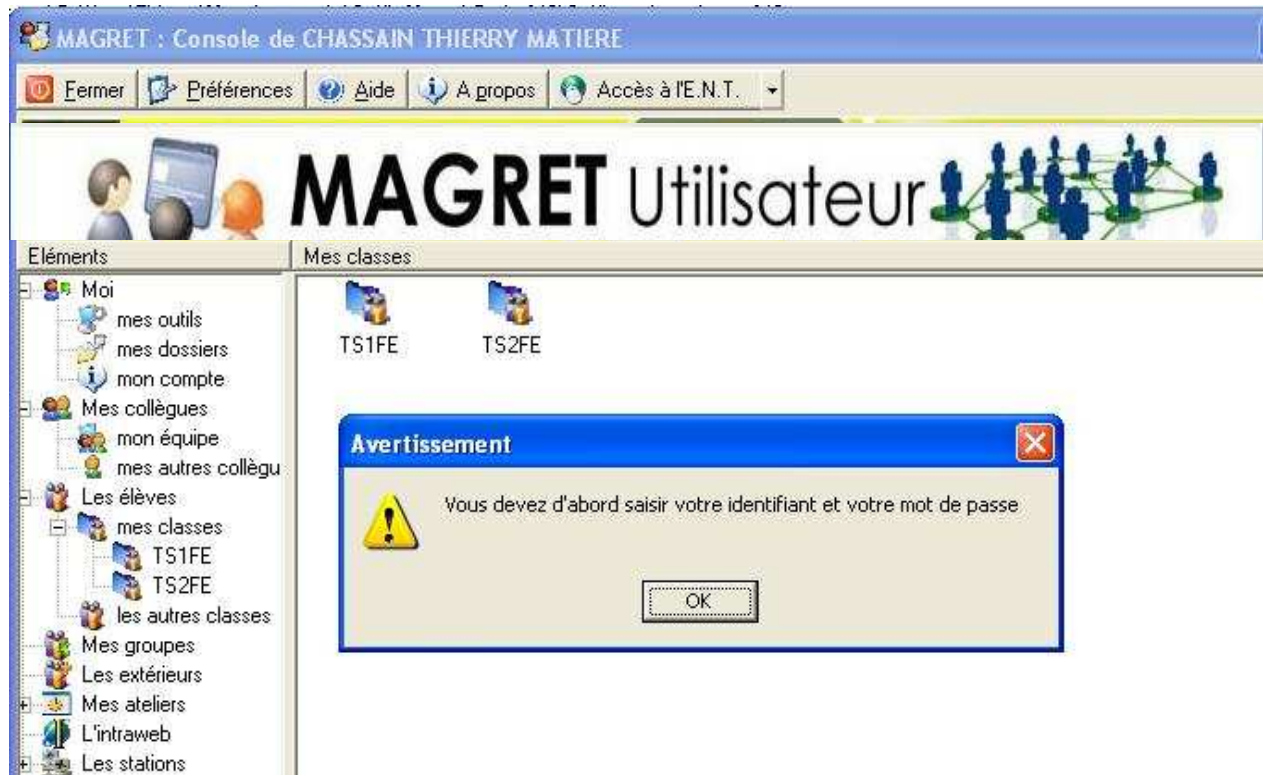 MAGRET : Console de CHASSAIN THIERRY MATIERE
Fermer Préférences Aide A propos Accès à l'E.N.T.
MAGRET Utilisateur
Eléments Mes classes
Moi
mes outils
mes dossiers
mon compte
Mes collègues
mon équipe
mes autres collègu
Les élèves
mes classes
TS1FE
TS2FE
les autres classes
Mes groupes
Les extérieurs
Mes ateliers
L'intraweb
Les stations
TS1FE TS2FE
Avertissement
Vous devez d'abord saisir votre identifiant et votre mot de passe
OK